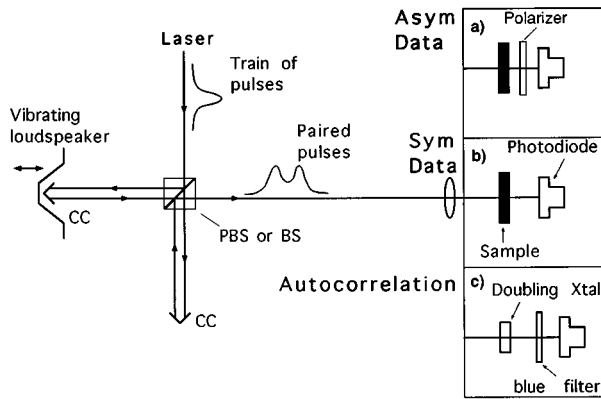 Laser
Train of
pulses
Vibrating
loudspeaker
CC
Paired
pulses
PBS or BS
CC
Asym
Data
a)
Polarizer
Sym
Data
b)
Photodiode
Sample
Autocorrelation
c)
Doubling Xtal
blue filter